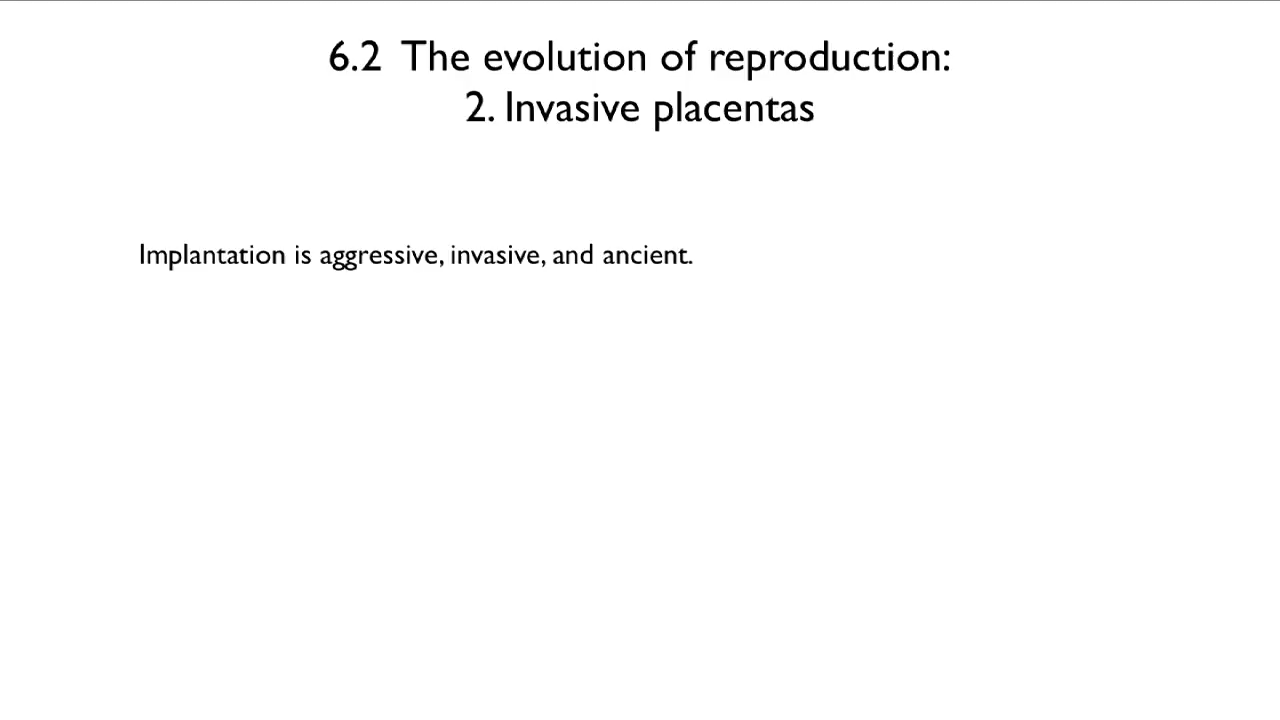 6.2 The evolution of reproduction:
2. Invasive placentas
Implantation is aggressive, invasive, and ancient.